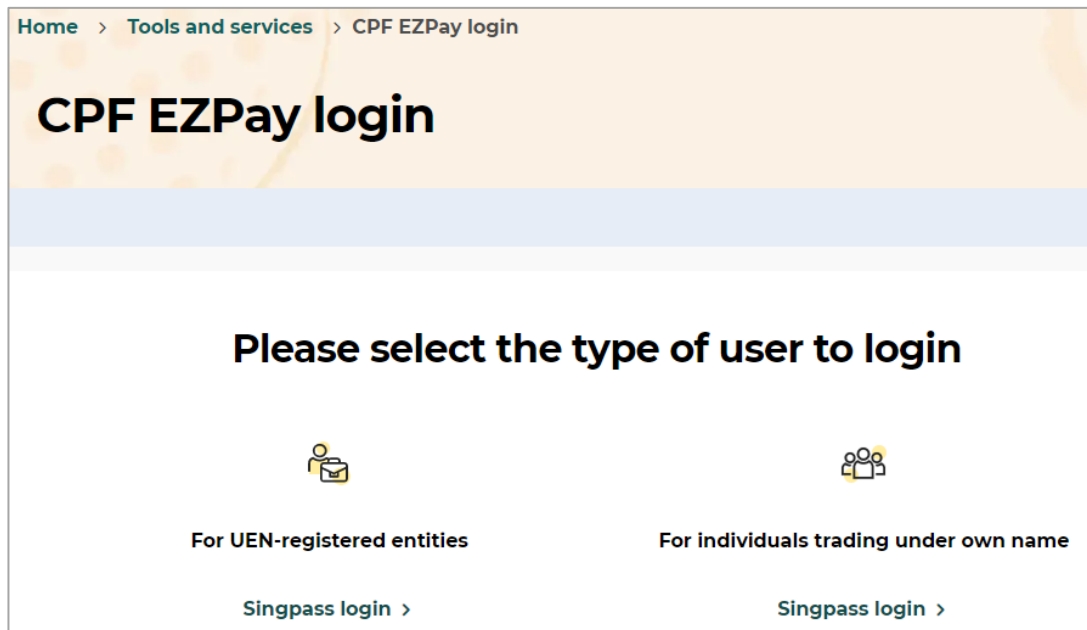 Home > Tools and services > CPF EZPay login
CPF EZPay login
Please select the type of user to login
For UEN-registered entities
For individuals trading under own name
Singpass login >
Singpass login >